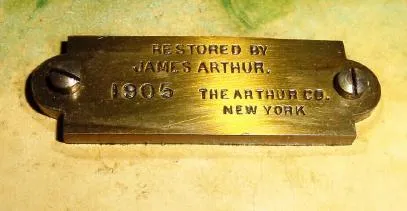 RESTORED BY
JAMES ARTHUR.
1905 THE ARTHUR CO.
NEW YORK